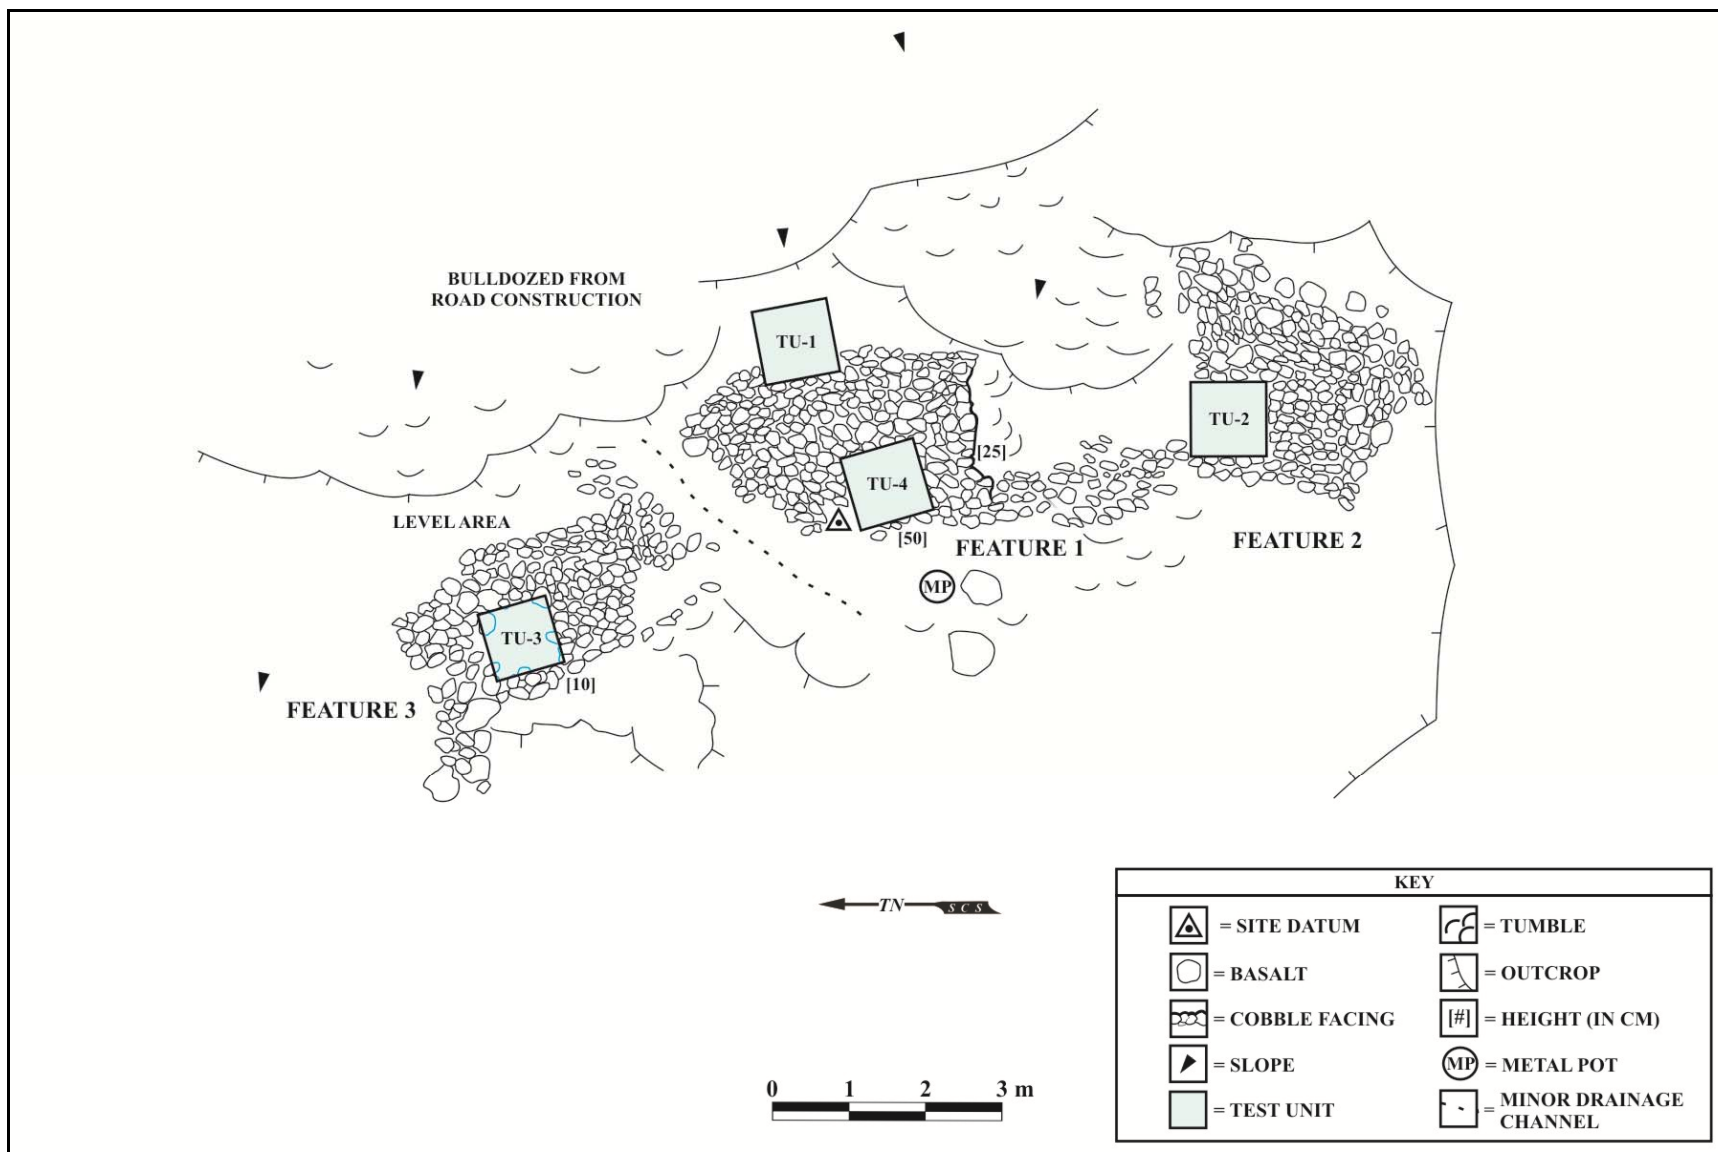 BULLDOZED FROM
ROAD CONSTRUCTION
TU-1
TU-2
[25]
TU-4
LEVEL AREA
[50]
FEATURE 1
FEATURE 2
MP
TU-3
[10]
FEATURE 3
TN
S C S
0 1 2 3 m
KEY
= SITE DATUM
= BASALT
= COBBLE FACING
= SLOPE
= TEST UNIT
= TUMBLE
= OUTCROP
[#] = HEIGHT (IN CM)
MP = METAL POT
= MINOR DRAINAGE
CHANNEL